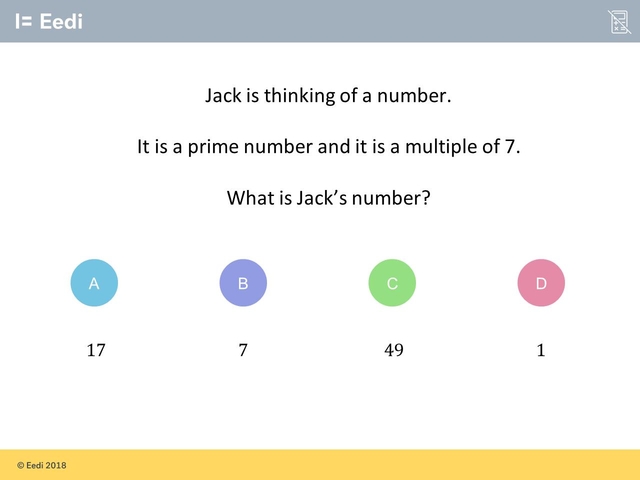 Eedi
Jack is thinking of a number.
It is a prime number and it is a multiple of 7.
What is Jack's number?
A
B
C
D
17
7
49
1
© Eedi 2018